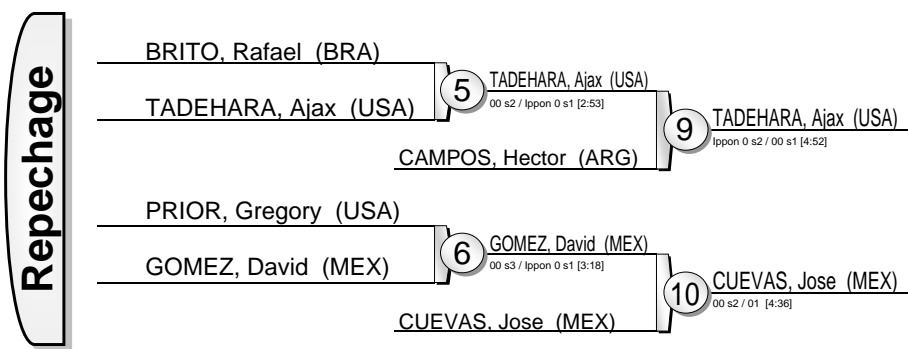 Repechage
BRITO, Rafael (BRA)
TADEHARA, Ajax (USA)
5
TADEHARA, Ajax (USA)
00 s2 / Ippon 0 s1 [2:53]
CAMPOS, Hector (ARG)
9
TADEHARA, Ajax (USA)
Ippon 0 s2 / 00 s1 [4:52]
PRIOR, Gregory (USA)
GOMEZ, David (MEX)
6
GOMEZ, David (MEX)
00 s3 / Ippon 0 s1 [3:18]
CUEVAS, Jose (MEX)
10
CUEVAS, Jose (MEX)
00 s2 / 01 [4:36]